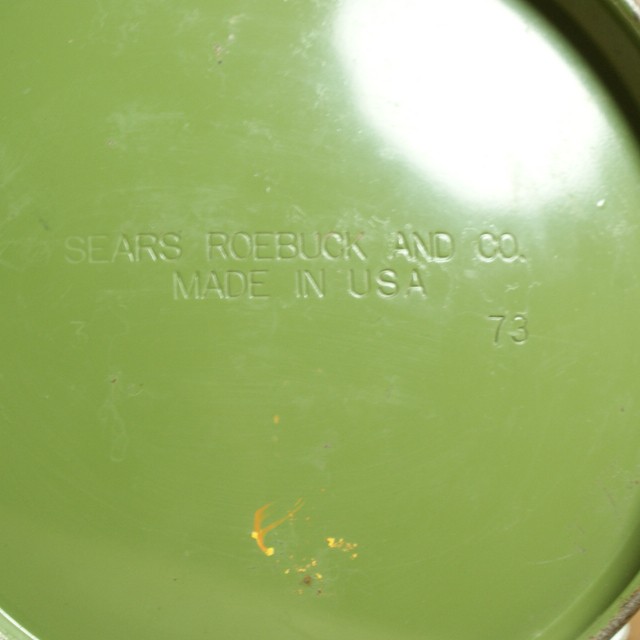 SEARS ROEBUCK AND CO.
MADE IN USA
73